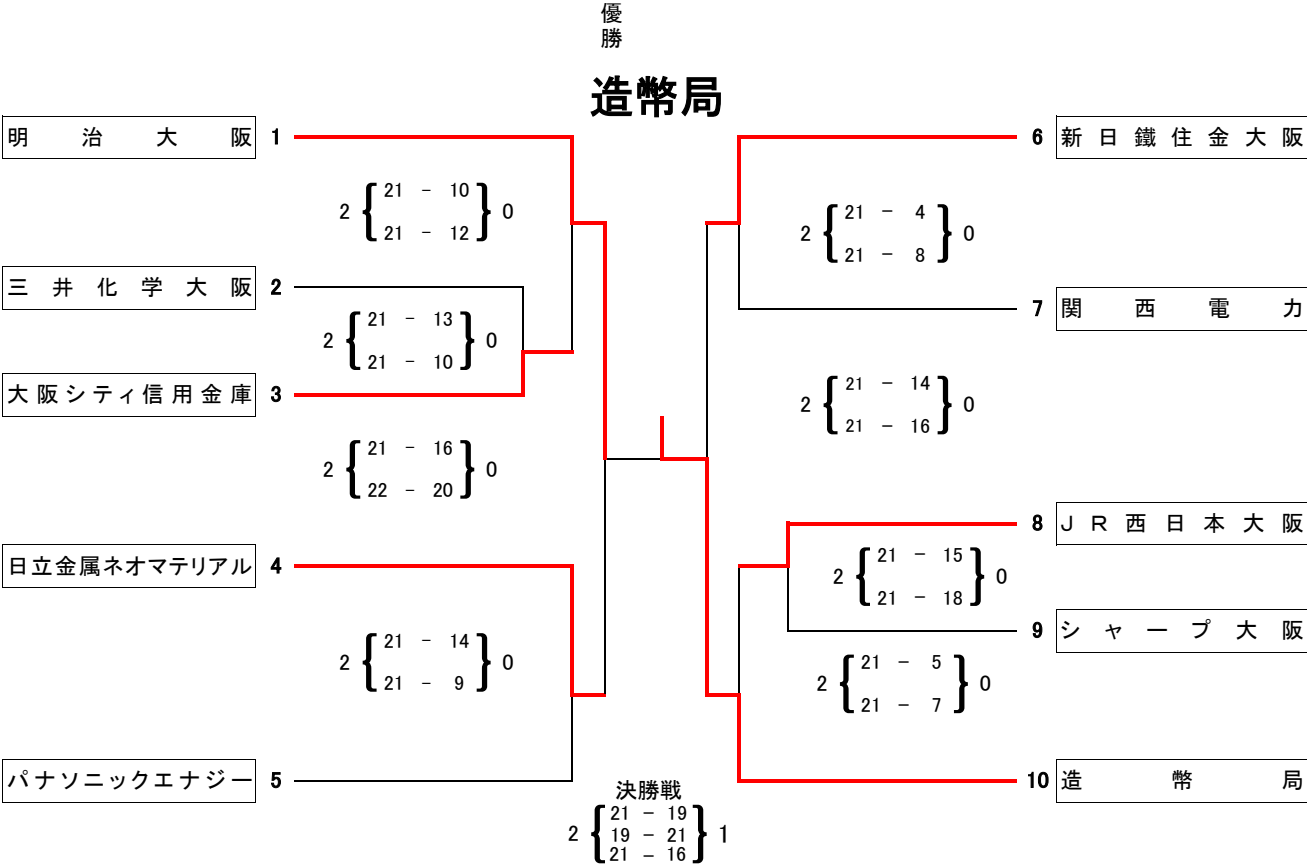 優
勝
造幣局
明治大阪 1
6 新日鐵住金大阪
2 { 21 － 10 } 0
21 － 12
2 { 21 － 4 } 0
21 － 8
三井化学大阪 2
7 関西電力
2 { 21 － 13 } 0
21 － 10
大阪シティ信用金庫 3
2 { 21 － 14 } 0
21 － 16
2 { 21 － 16 } 0
22 － 20
8 ＪＲ西日本大阪
日立金属ネオマテリアル 4
2 { 21 － 15 } 0
21 － 18
9 シャープ大阪
2 { 21 － 14 } 0
21 － 9
2 { 21 － 5 } 0
21 － 7
パナソニックエナジー 5
10 造幣局
決勝戦
2 { 21 － 19 } 1
19 － 21
21 － 16